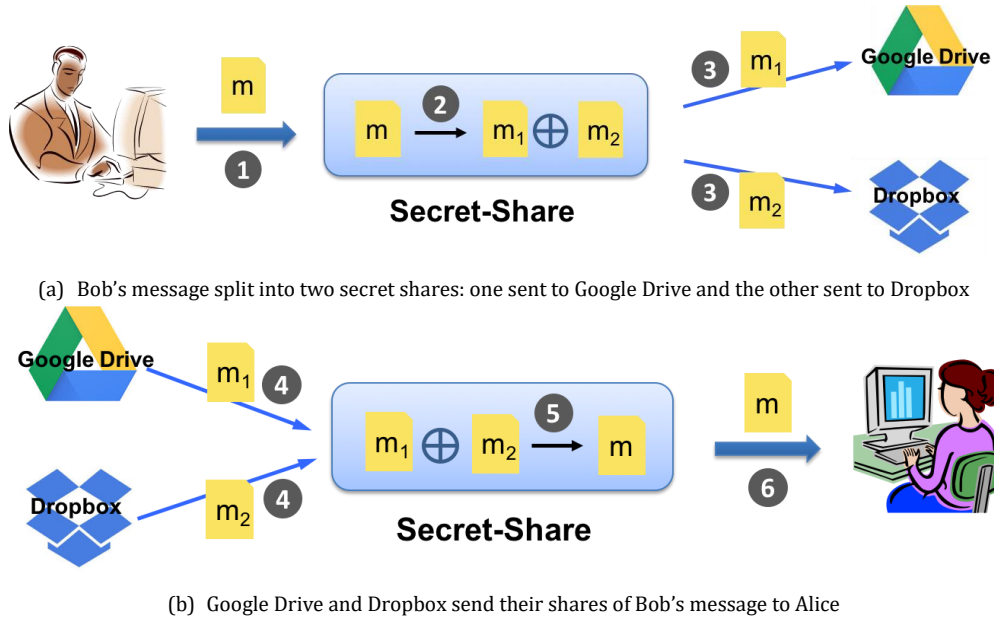 m
1
m
2
m₁ ⊕ m₂
Secret-Share
3
m₁
Google Drive
3
m₂
Dropbox
(a) Bob’s message split into two secret shares: one sent to Google Drive and the other sent to Dropbox
Google Drive
m₁
4
Dropbox
m₂
4
m₁ ⊕ m₂
5
m
Secret-Share
m
6
(b) Google Drive and Dropbox send their shares of Bob’s message to Alice